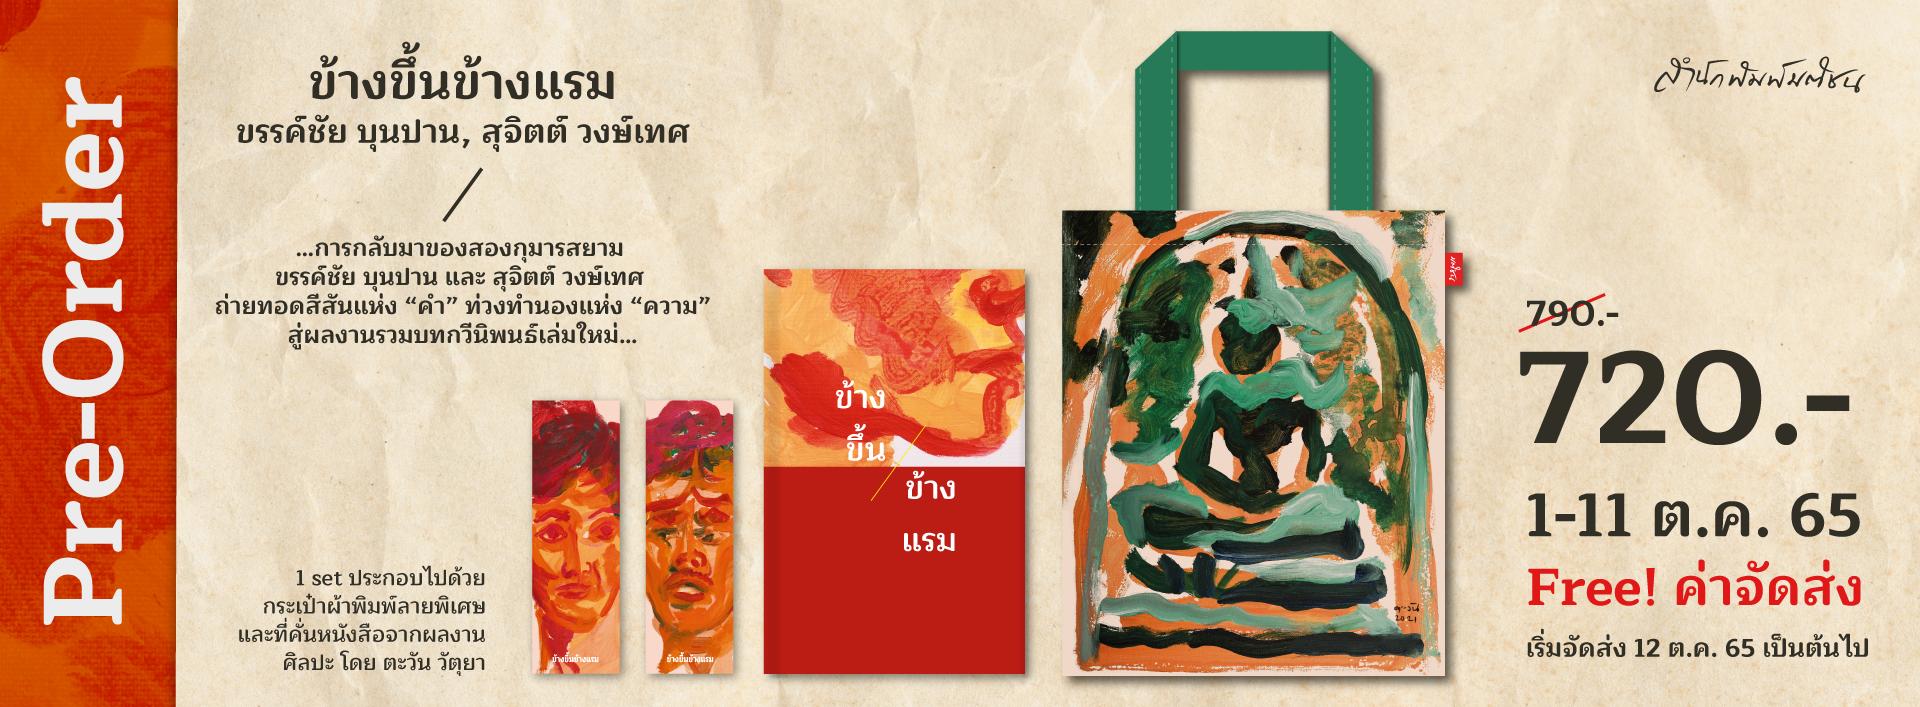 Pre-Order
ข้างขึ้นข้างแรม
ขรรค์ชัย บุนปาน, สุจิตต์ วงษ์เทศ
...การกลับมาของสองกุมารสยาม
ขรรค์ชัย บุนปาน และ สุจิตต์ วงษ์เทศ
ถ่ายทอดสีสันแห่ง “คำ” ท่วงทำนองแห่ง “ความ”
สู่ผลงานรวมบทกวีนิพนธ์เล่มใหม่...
1 set ประกอบไปด้วย
กระเป๋าผ้าพิมพ์ลายพิเศษ
และที่คั่นหนังสือจากผลงาน
ศิลปะ โดย ตะวัน วัตุยา
ข้างขึ้นข้างแรม
ข้างขึ้นข้างแรม
ข้าง
ขึ้น
ข้าง
แรม
มติชน
ตะวัน
2021
สำนักพิมพ์มติชน
790.-
720.-
1-11 ต.ค. 65
Free! ค่าจัดส่ง
เริ่มจัดส่ง 12 ต.ค. 65 เป็นต้นไป